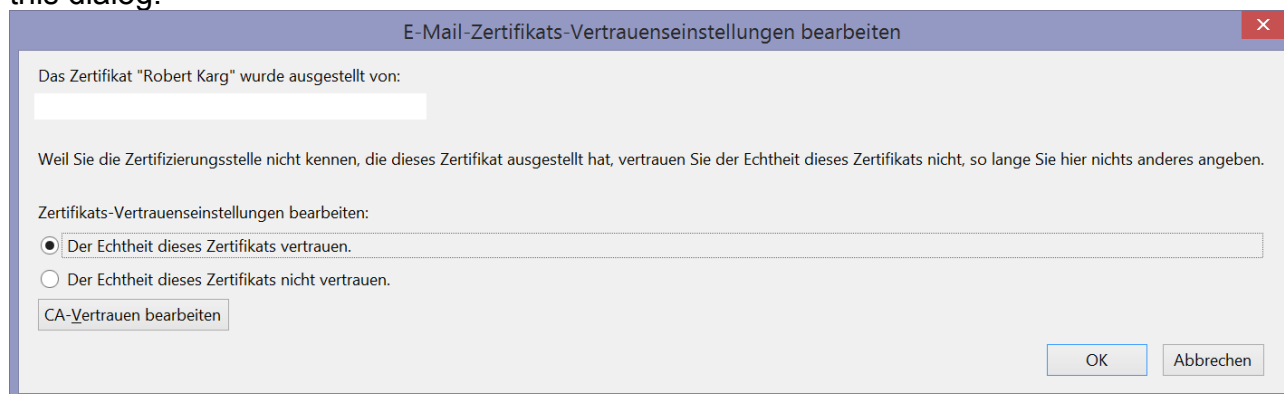 this dialog:
E-Mail-Zertifikats-Vertrauenseinstellungen bearbeiten
Das Zertifikat "Robert Karg" wurde ausgestellt von:
Weil Sie die Zertifizierungsstelle nicht kennen, die dieses Zertifikat ausgestellt hat, vertrauen Sie der Echtheit dieses Zertifikats nicht, so lange Sie hier nichts anderes angeben.
Zertifikats-Vertrauenseinstellungen bearbeiten:
Der Echtheit dieses Zertifikats vertrauen.
Der Echtheit dieses Zertifikats nicht vertrauen.
CA-Vertrauen bearbeiten
OK Abbrechen